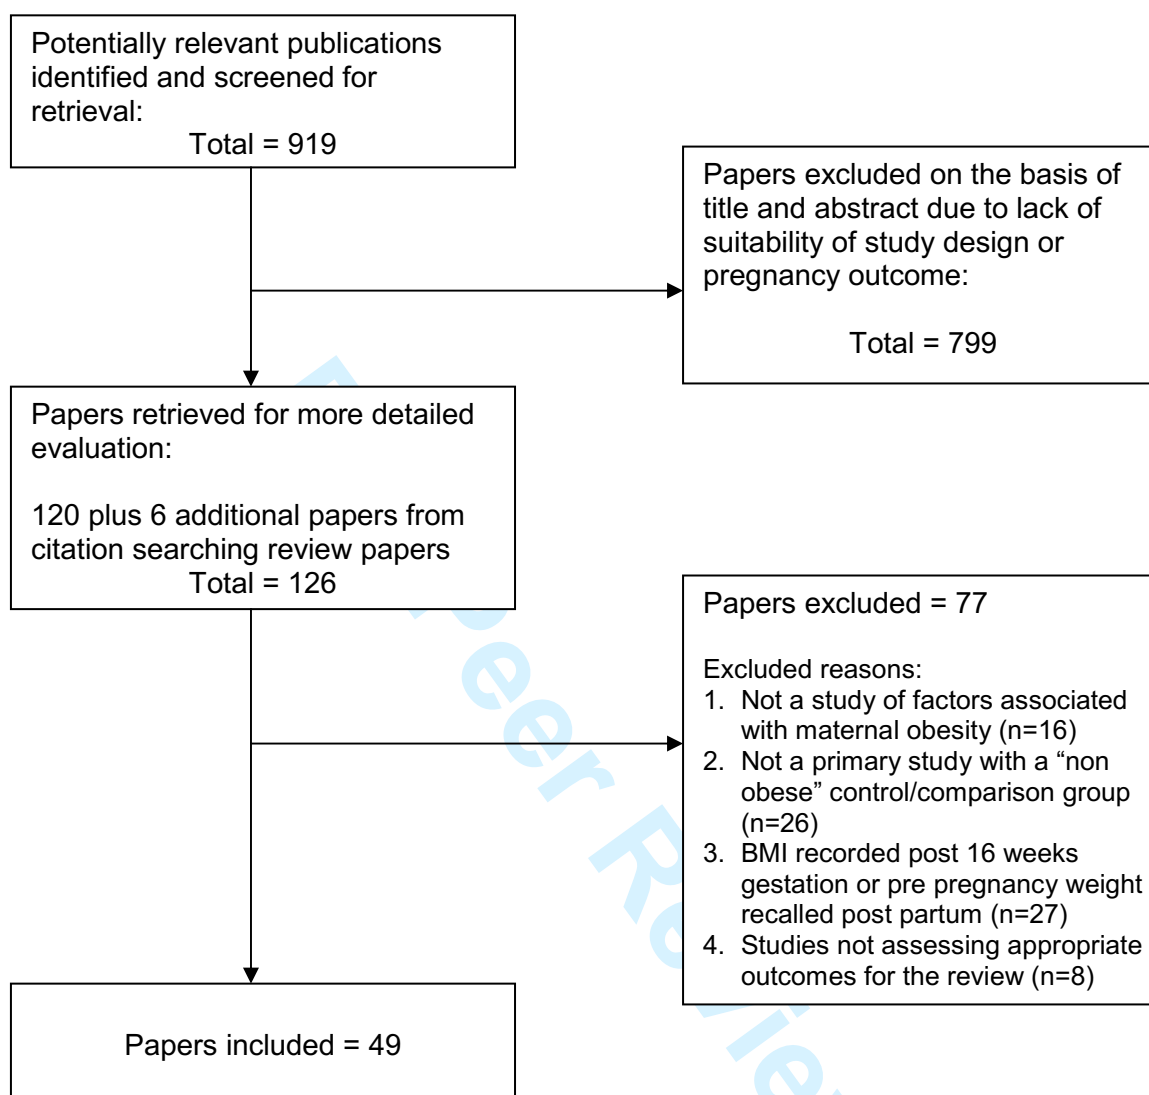 Potentially relevant publications
identified and screened for
retrieval:
Total = 919
Papers excluded on the basis of
title and abstract due to lack of
suitability of study design or
pregnancy outcome:
Total = 799
Papers retrieved for more detailed
evaluation:
120 plus 6 additional papers from
citation searching review papers
Total = 126
Papers excluded = 77
Excluded reasons:
1. Not a study of factors associated
with maternal obesity (n=16)
2. Not a primary study with a “non
obese” control/comparison group
(n=26)
3. BMI recorded post 16 weeks
gestation or pre pregnancy weight
recalled post partum (n=27)
4. Studies not assessing appropriate
outcomes for the review (n=8)
Papers included = 49